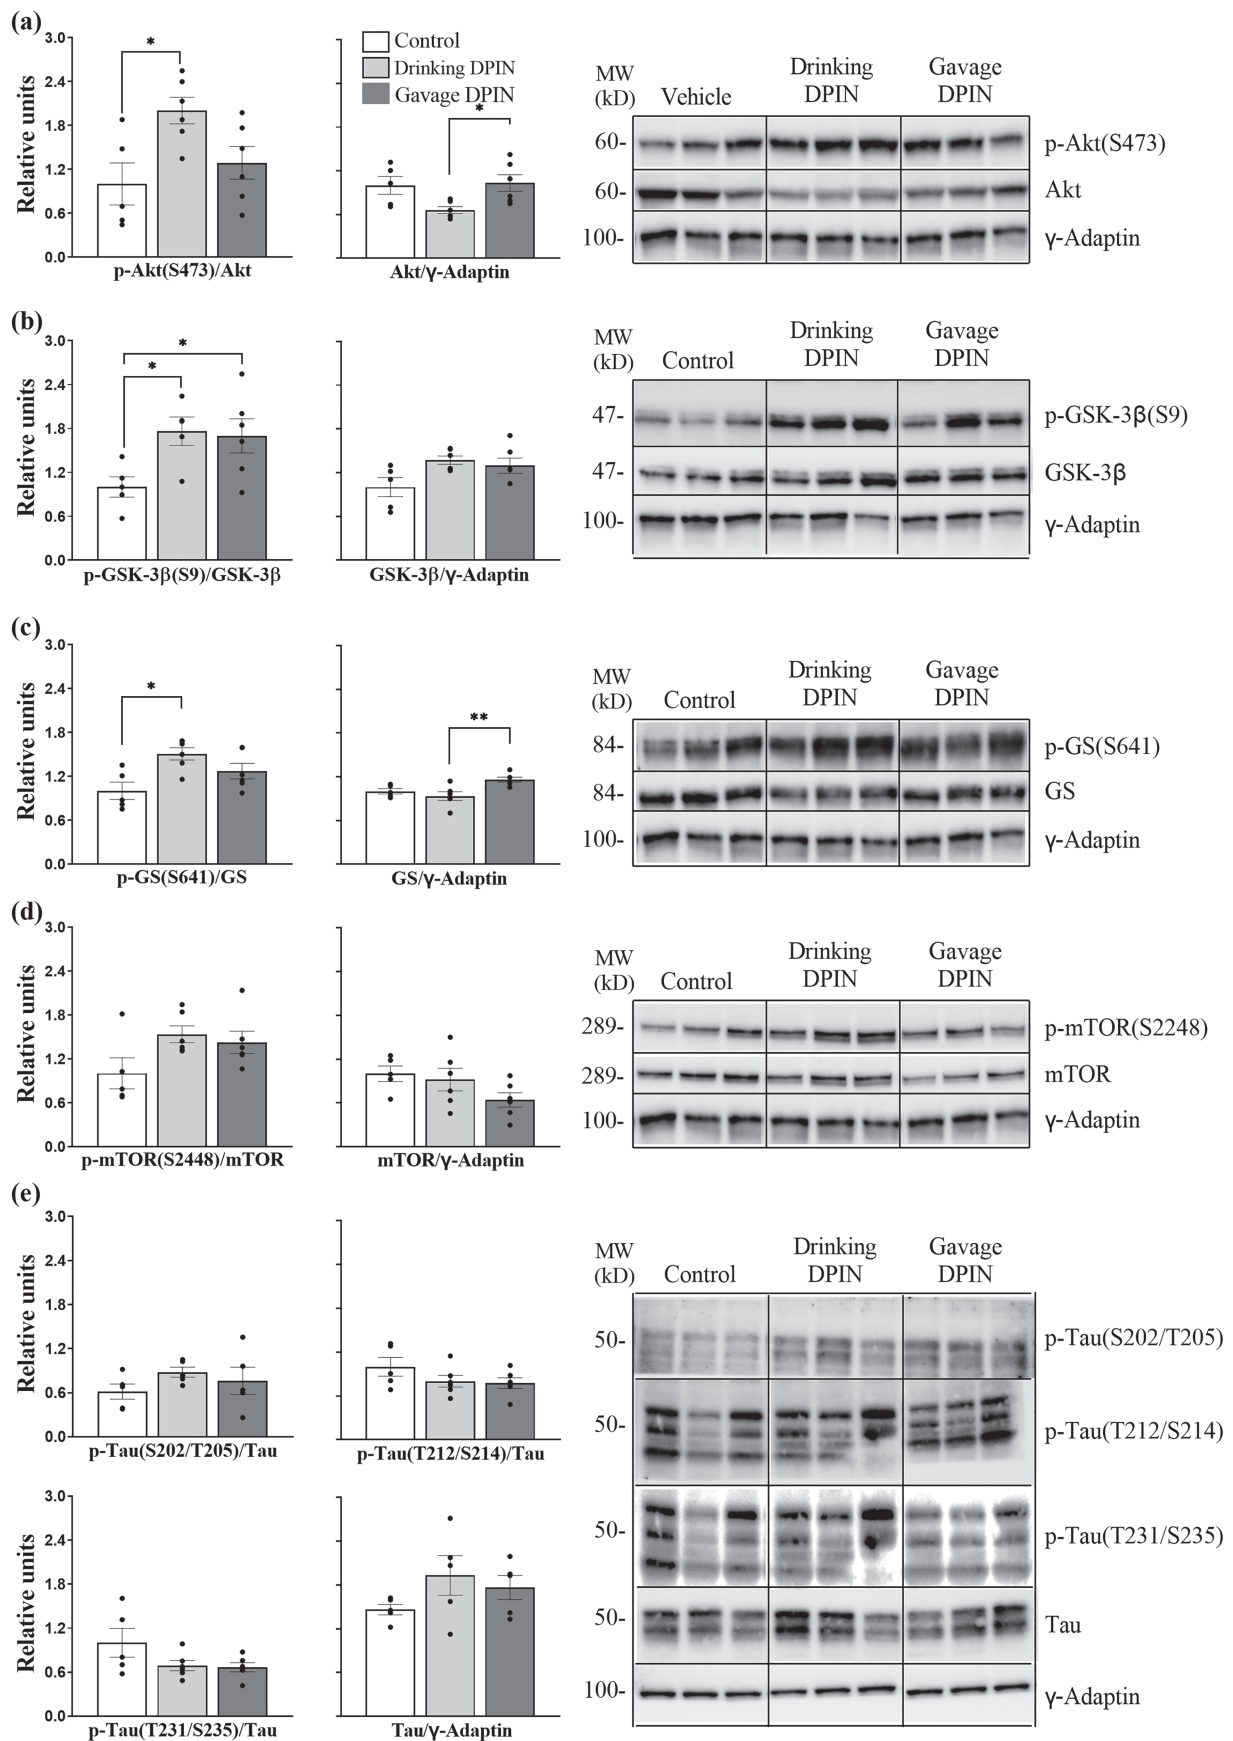 (a)
3.0
2.4
1.8
1.2
0.6
0.0
Relative units
*
p-Akt(S473)/Akt
Control
Drinking DPIN
Gavage DPIN
*
Akt/γ-Adaptin
MW
(kD)
Vehicle
Drinking
DPIN
Gavage
DPIN
60-
p-Akt(S473)
60-
Akt
100-
γ-Adaptin
(b)
3.0
2.4
1.8
1.2
0.6
0.0
Relative units
*
*
p-GSK-3β(S9)/GSK-3β
GSK-3β/γ-Adaptin
MW
(kD)
Control
Drinking
DPIN
Gavage
DPIN
47-
p-GSK-3β(S9)
47-
GSK-3β
100-
γ-Adaptin
(c)
3.0
2.4
1.8
1.2
0.6
0.0
Relative units
*
p-GS(S641)/GS
**
GS/γ-Adaptin
MW
(kD)
Control
Drinking
DPIN
Gavage
DPIN
84-
p-GS(S641)
84-
GS
100-
γ-Adaptin
(d)
3.0
2.4
1.8
1.2
0.6
0.0
Relative units
p-mTOR(S2448)/mTOR
mTOR/γ-Adaptin
MW
(kD)
Control
Drinking
DPIN
Gavage
DPIN
289-
p-mTOR(S2248)
289-
mTOR
100-
γ-Adaptin
(e)
3.0
2.4
1.8
1.2
0.6
0.0
Relative units
p-Tau(S202/T205)/Tau
p-Tau(T212/S214)/Tau
3.0
2.4
1.8
1.2
0.6
0.0
Relative units
p-Tau(T231/S235)/Tau
Tau/γ-Adaptin
MW
(kD)
Control
Drinking
DPIN
Gavage
DPIN
50-
p-Tau(S202/T205)
50-
p-Tau(T212/S214)
50-
p-Tau(T231/S235)
50-
Tau
100-
γ-Adaptin